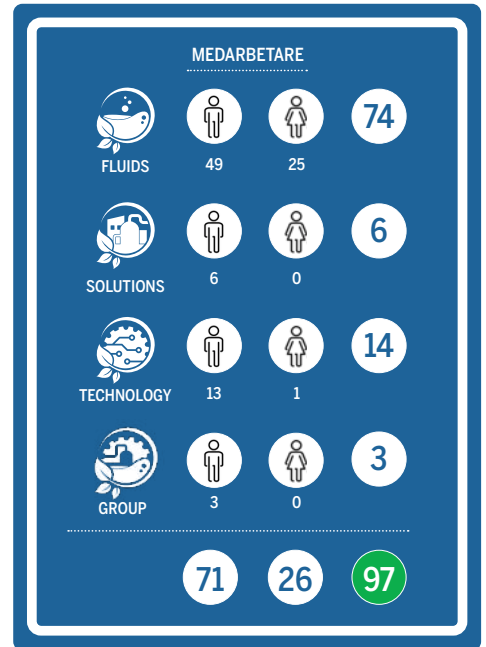 MEDARBETARE
74
FLUIDS 49 25
6
SOLUTIONS 6 0
14
TECHNOLOGY 13 1
3
GROUP 3 0
71 26 97